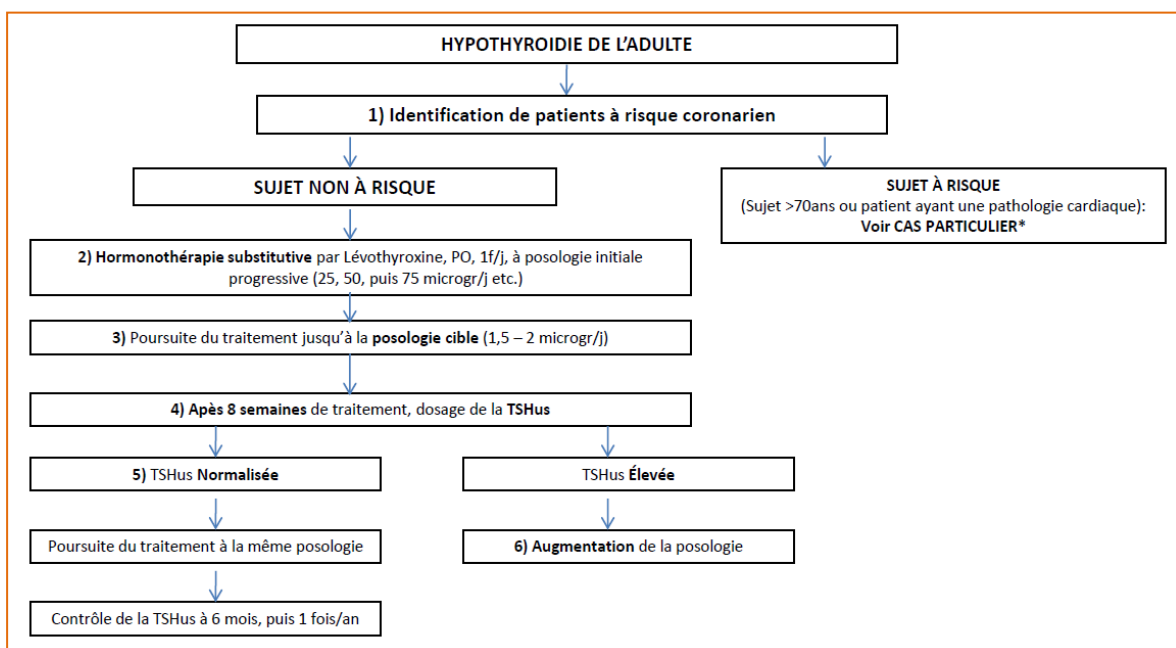 HYPOTHYROIDIE DE L’ADULTE
1) Identification de patients à risque coronarien
SUJET NON À RISQUE
SUJET À RISQUE
(Sujet >70ans ou patient ayant une pathologie cardiaque):
Voir CAS PARTICULIER*
2) Hormonothérapie substitutive par Lévothyroxine, PO, 1f/j, à posologie initiale
progressive (25, 50, puis 75 microgr/j etc.)
3) Poursuite du traitement jusqu’à la posologie cible (1,5 – 2 microgr/j)
4) Apès 8 semaines de traitement, dosage de la TSHus
5) TSHus Normalisée
TSHus Élevée
Poursuite du traitement à la même posologie
6) Augmentation de la posologie
Contrôle de la TSHus à 6 mois, puis 1 fois/an